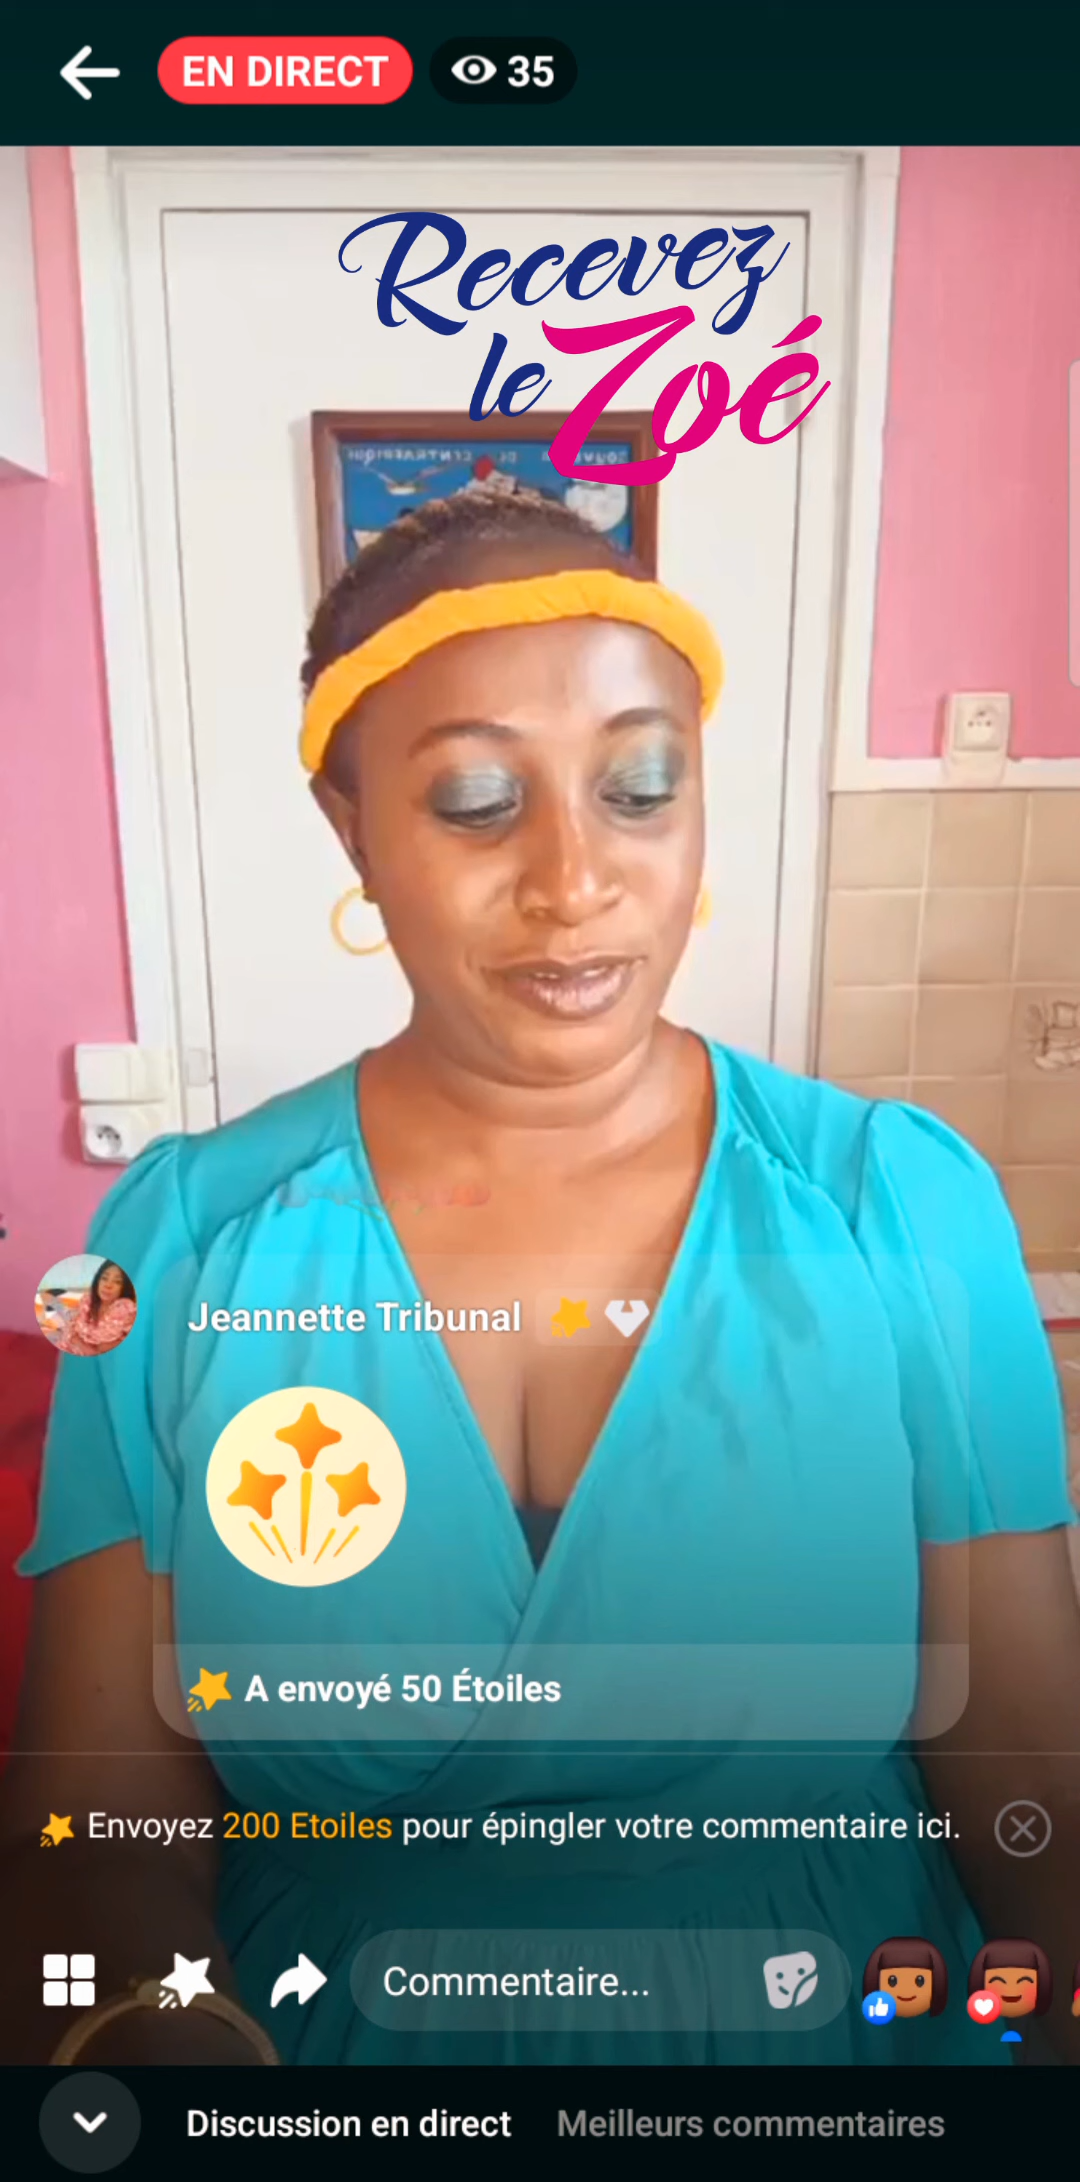 EN DIRECT
35
Recevez
le Zoé
Jeannette Tribunal
A envoyé 50 Étoiles
Envoyez 200 Etoiles pour épingler votre commentaire ici.
Commentaire...
Discussion en direct
Meilleurs commentaires